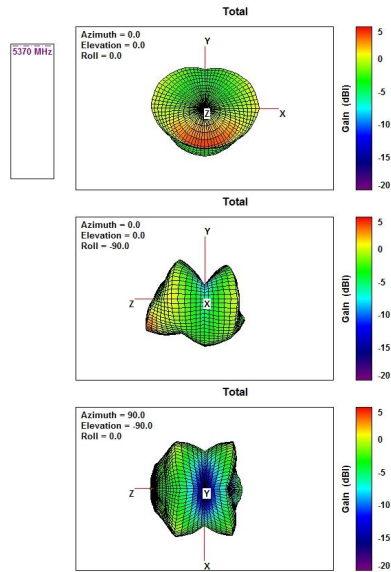 Total
5370 MHz
Azimuth = 0.0
Elevation = 0.0
Roll = 0.0
Y
X
Z
5
0
-5
-10
-15
-20
Gain (dBi)
Total
Azimuth = 0.0
Elevation = 0.0
Roll = -90.0
Y
Z
X
5
0
-5
-10
-15
-20
Gain (dBi)
Total
Azimuth = 90.0
Elevation = -90.0
Roll = 0.0
Z
Y
X
5
0
-5
-10
-15
-20
Gain (dBi)